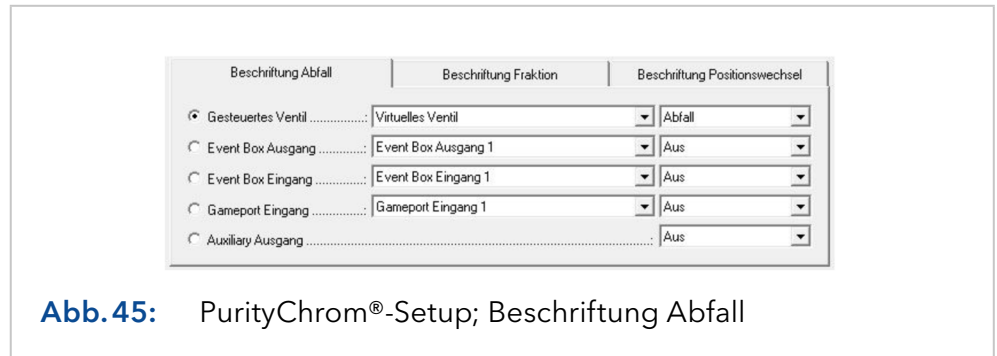 Beschriftung Abfall Beschriftung Fraktion Beschriftung Positionswechsel
Gesteuertes Ventil ...............: Virtuelles Ventil Abfall
Event Box Ausgang ............: Event Box Ausgang 1 Aus
Event Box Eingang .............: Event Box Eingang 1 Aus
Gameport Eingang ..............: Gameport Eingang 1 Aus
Auxiliary Ausgang ....................................................................................................: Aus
Abb. 45: PurityChrom®-Setup; Beschriftung Abfall